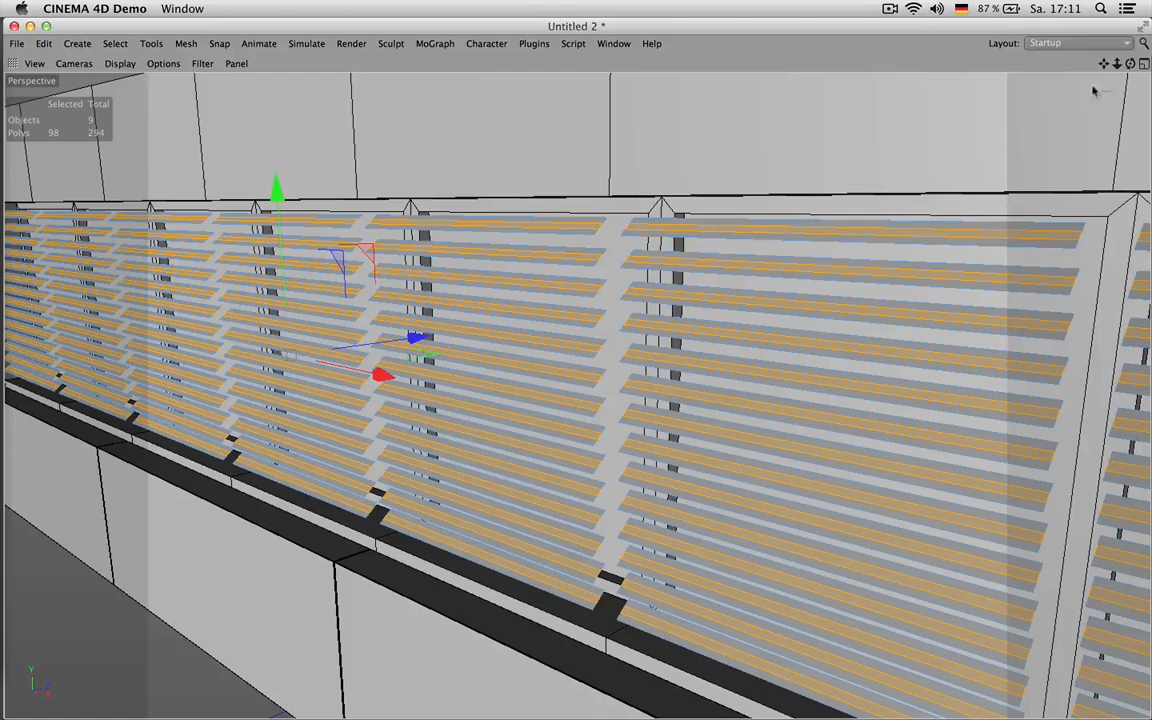 CINEMA 4D Demo Window 87% Sa. 17:11
Untitled 2 *
File Edit Create Select Tools Mesh Snap Animate Simulate Render Sculpt MoGraph Character Plugins Script Window Help Layout: Startup
View Cameras Display Options Filter Panel
Perspective
Selected Total
Objects 9
Polys 98 294
Y
Z
X